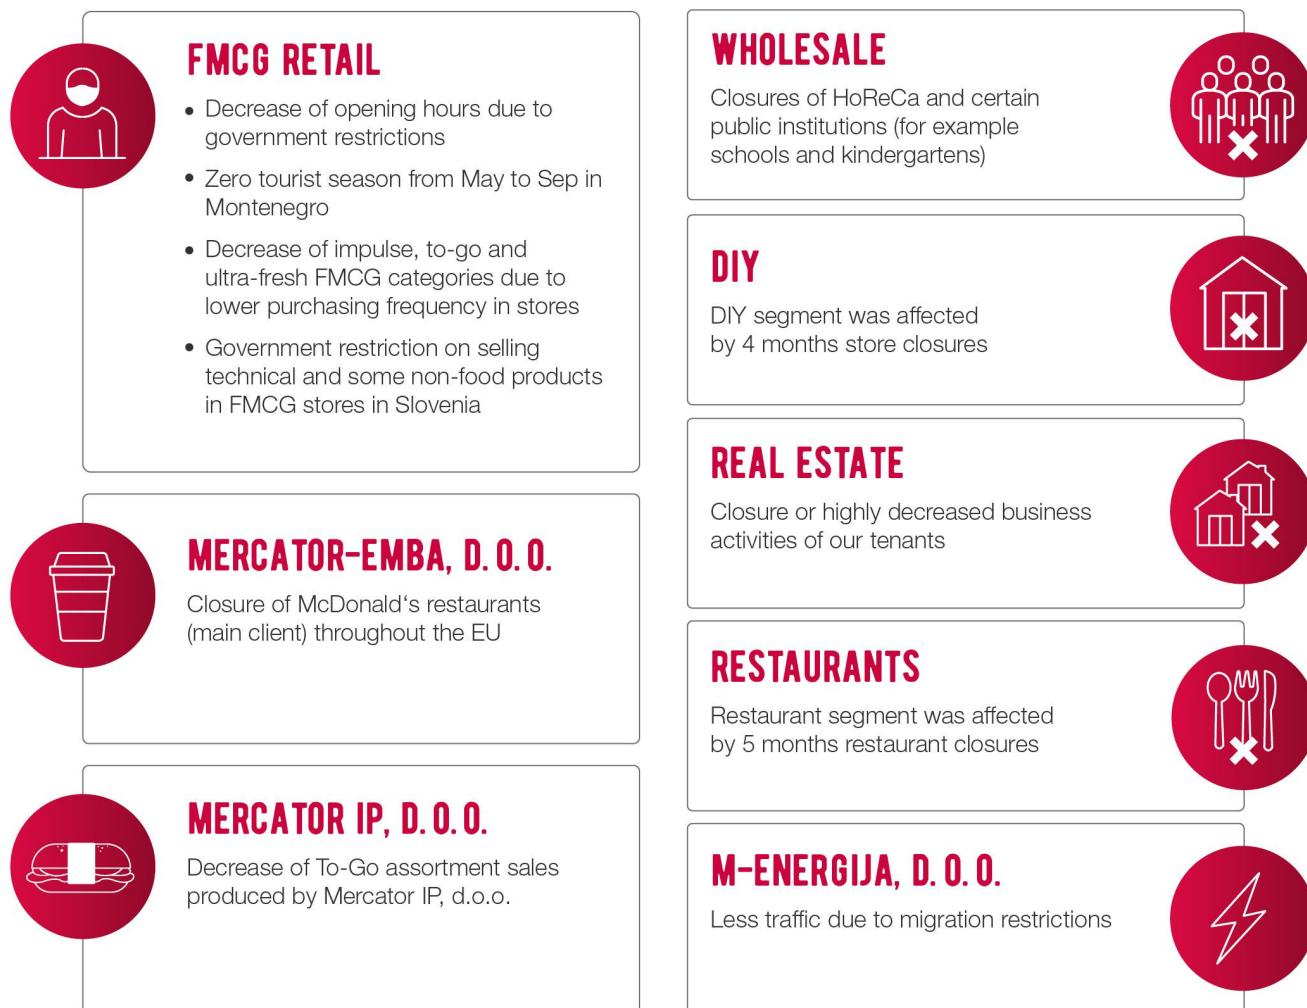 FMCG RETAIL
• Decrease of opening hours due to
government restrictions
• Zero tourist season from May to Sep in
Montenegro
• Decrease of impulse, to-go and
ultra-fresh FMCG categories due to
lower purchasing frequency in stores
• Government restriction on selling
technical and some non-food products
in FMCG stores in Slovenia
MERCATOR-EMBA, D. O. O.
Closure of McDonald‘s restaurants
(main client) throughout the EU
MERCATOR IP, D. O. O.
Decrease of To-Go assortment sales
produced by Mercator IP, d.o.o.
WHOLESALE
Closures of HoReCa and certain
public institutions (for example
schools and kindergartens)
DIY
DIY segment was affected
by 4 months store closures
REAL ESTATE
Closure or highly decreased business
activities of our tenants
RESTAURANTS
Restaurant segment was affected
by 5 months restaurant closures
M-ENERGIJA, D. O. O.
Less traffic due to migration restrictions